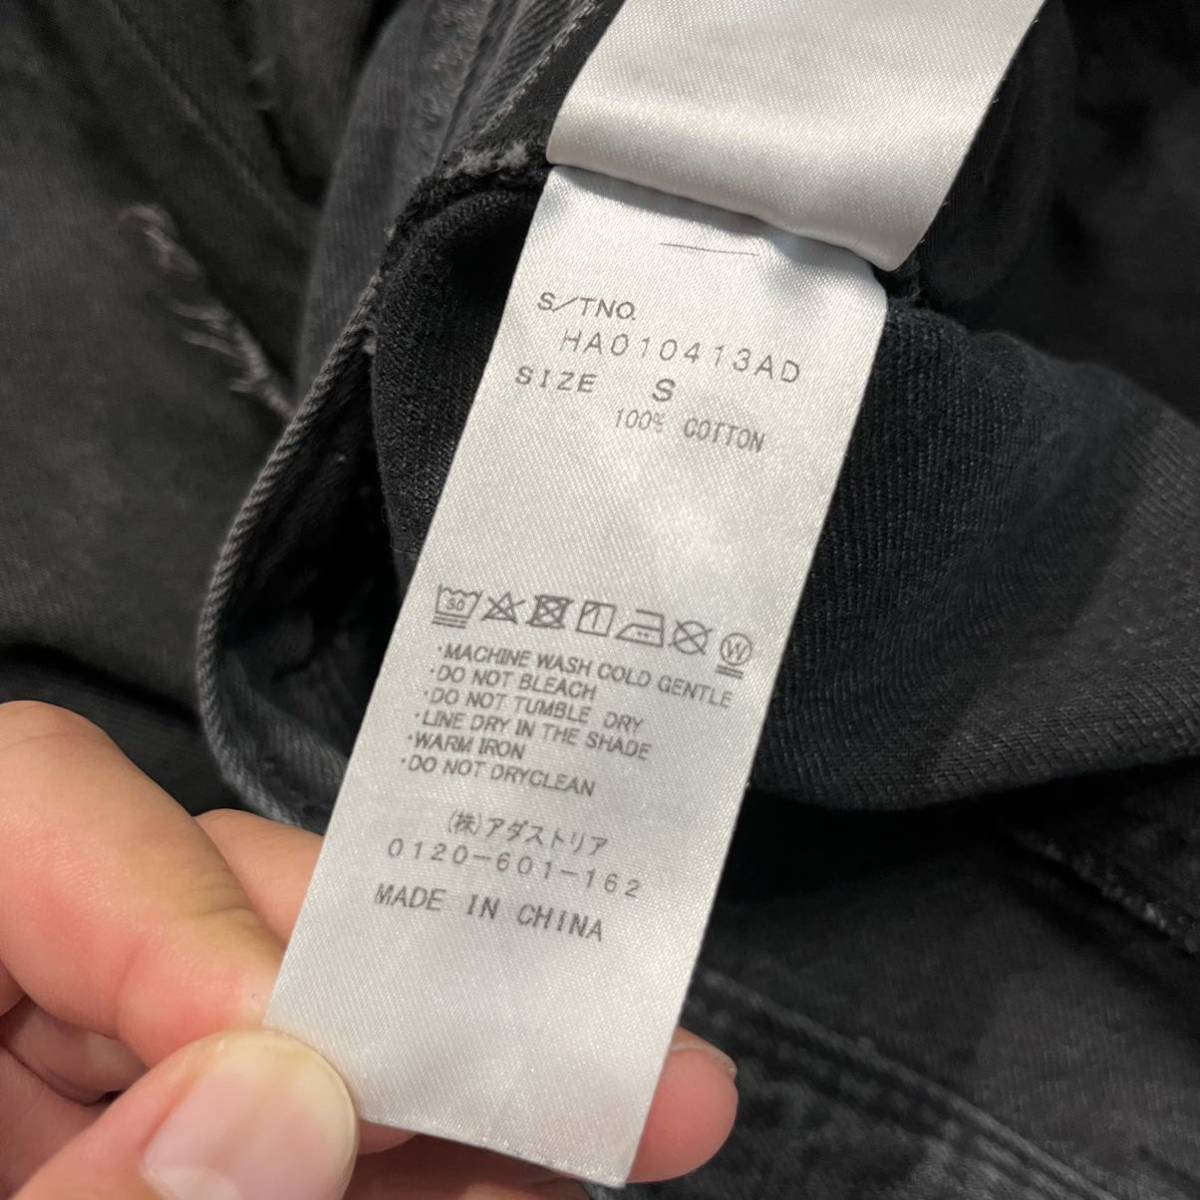 S/TNO.
HA010413AD
SIZE S
100% COTTON
30 W
·MACHINE WASH COLD GENTLE
·DO NOT BLEACH
·DO NOT TUMBLE DRY
·LINE DRY IN THE SHADE
·WARM IRON
·DO NOT DRYCLEAN
(株)アダストリア
0120-601-162
MADE IN CHINA